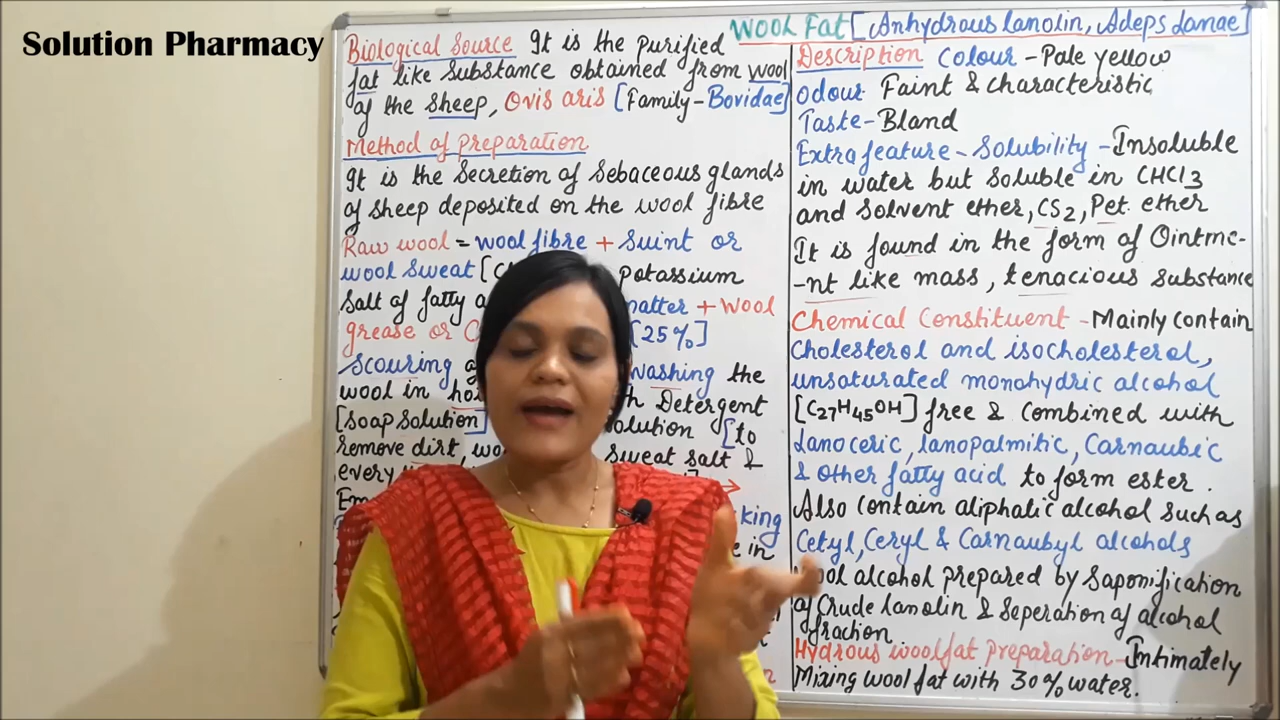 Solution Pharmacy
Wool Fat [Anhydrous lanolin, Adeps Lanae]
Biological Source It is the purified
fat like substance obtained from wool
of the sheep, Ovis aris [Family-Bovidae]
Method of preparation
It is the Secretion of Sebaceous glands
of sheep deposited on the wool fibre
Raw wool = wool fibre + Suint or
wool Sweat [ potassium
Salt of fatty matter + Wool
grease or [25%]
Scouring washing the
wool in Detergent
[Soap Solution] Solution [to
remove dirt, sweat salt &
every
king
in
Description Colour - Pale yellow
Odour Faint & characteristic
Taste - Bland
Extra feature - Solubility - Insoluble
in water but Soluble in CHCl3
and Solvent ether, CS2, Pet. ether
It is found in the form of Ointme-
-nt like mass, tenacious substance
Chemical Constituent - Mainly contain
Cholesterol and isocholesterol,
unsaturated monohydric alcohol
[C27H45OH] free & Combined with
Lanoceric, lanopalmitic, Carnaubic
& other fatty acid to form ester.
Also Contain aliphalic alcohol Such as
Cetyl, Ceryl & Carnaubyl alcohols
Wool alcohol prepared by Saponification
of Crude lanolin & Seperation of alcohol
fraction
Hydrous woolfat preparation - Intimately
Mixing wool fat with 30% water.